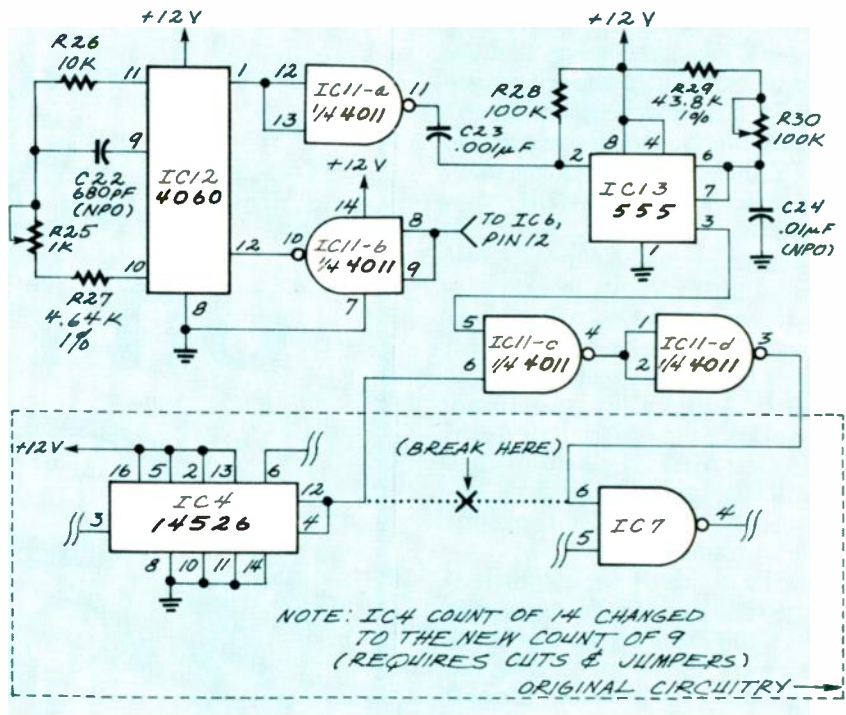 +12V
R26
10K
11
9
C22
680pF
(NPO)
R25
1K
10
R27
4.64K
1%
IC12
4060
1
12
8
12
13
IC11-a
1/4 4011
11
C23
.001µF
+12V
14
10
IC11-b
1/4 4011
8
9
7
TO IC6,
PIN 12
+12V
R28
100K
R29
43.8K
1%
R30
100K
8
4
2
6
7
3
1
IC13
555
C24
.01µF
(NPO)
5
6
IC11-c
1/4 4011
4
1
2
IC11-d
1/4 4011
3
+12V
16
5
2
13
6
3
IC4
14526
12
4
8
10
11
14
(BREAK HERE)
6
5
IC7
4
NOTE: IC4 COUNT OF 14 CHANGED
TO THE NEW COUNT OF 9
(REQUIRES CUTS & JUMPERS)
ORIGINAL CIRCUITRY